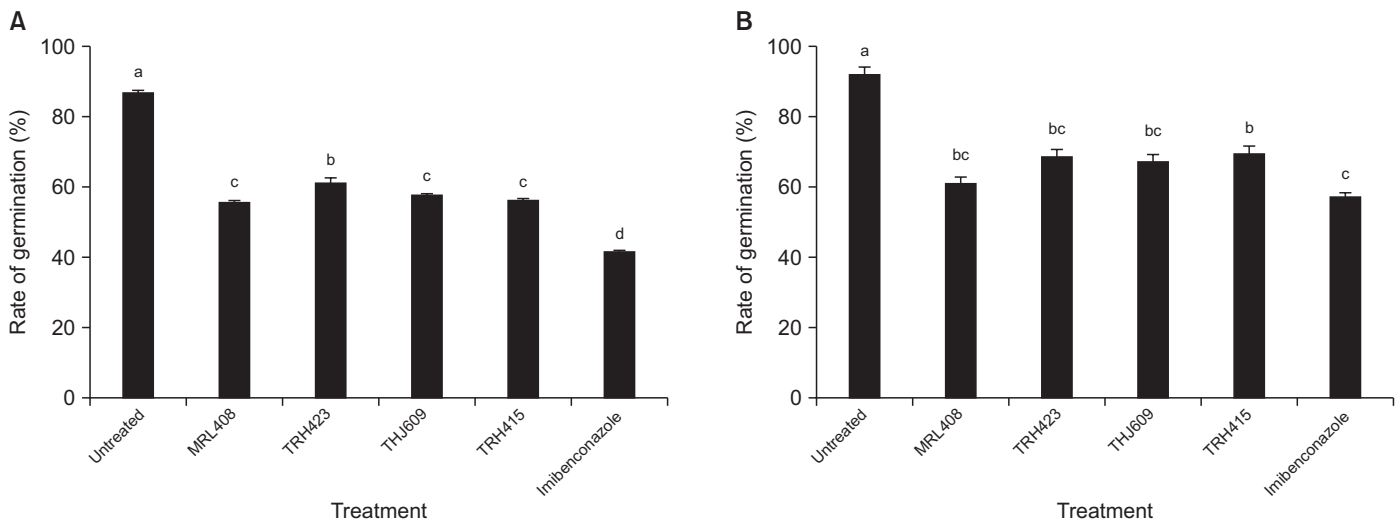 A
Rate of germination (%)
100
80
60
40
20
0
a
c
b
c
c
d
Untreated
MRL408
TRH423
THJ609
TRH415
Imibenconazole
Treatment
B
Rate of germination (%)
100
80
60
40
20
0
a
bc
bc
bc
b
c
Untreated
MRL408
TRH423
THJ609
TRH415
Imibenconazole
Treatment